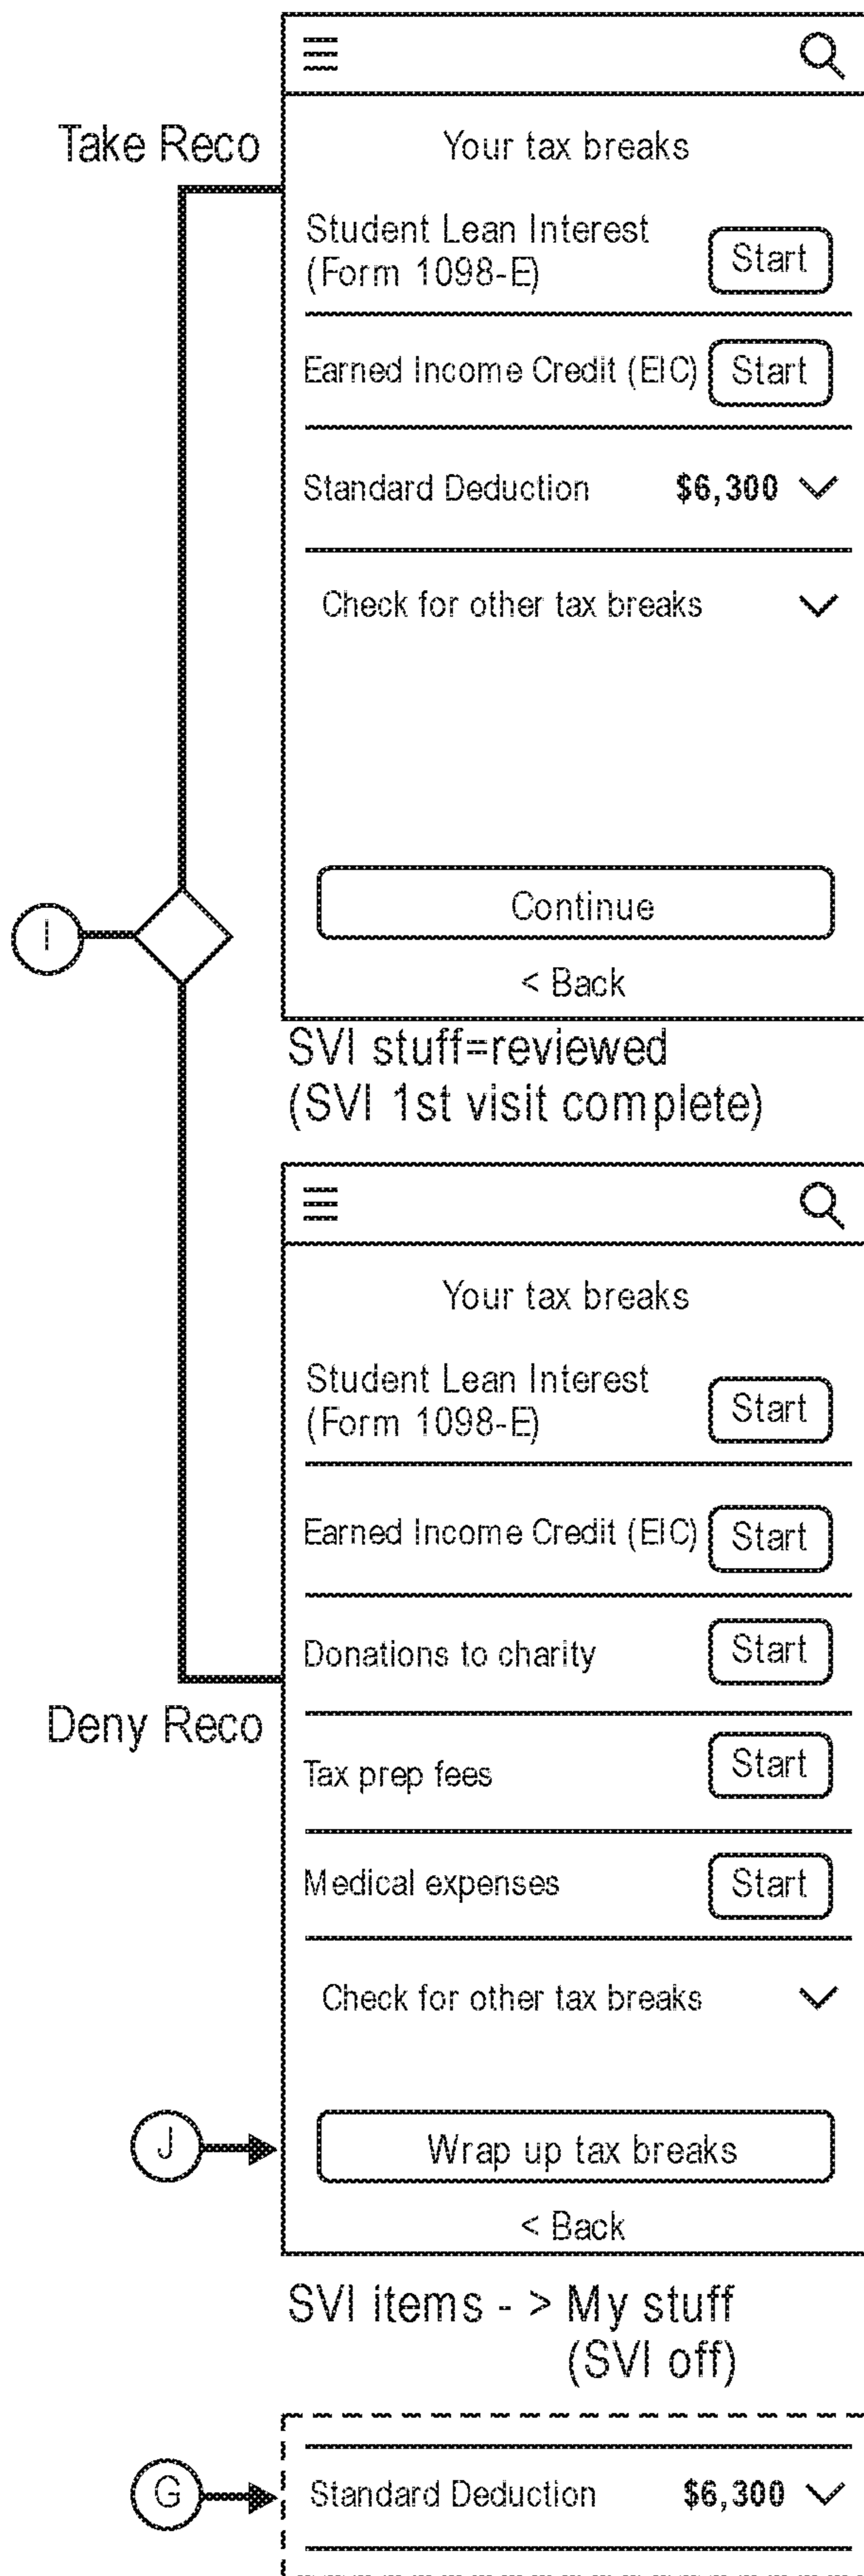 Take Reco
Your tax breaks
Student Lean Interest
(Form 1098-E)
Start
Earned Income Credit (EIC)
Start
Standard Deduction $6,300
Check for other tax breaks
I
Continue
< Back
SVI stuff=reviewed
(SVI 1st visit complete)
Your tax breaks
Student Lean Interest
(Form 1098-E)
Start
Earned Income Credit (EIC)
Start
Donations to charity
Start
Deny Reco
Tax prep fees
Start
Medical expenses
Start
Check for other tax breaks
J
Wrap up tax breaks
< Back
SVI items - > My stuff
(SVI off)
G
Standard Deduction $6,300